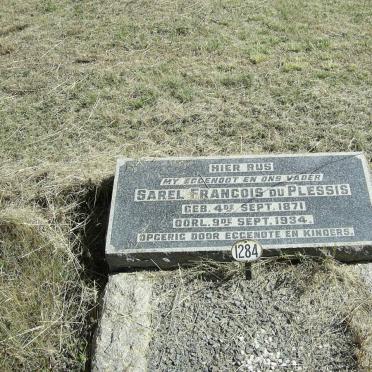 HIER RUS
MY EGGENOOT EN ONS VADER
SAREL FRANCOIS DU PLESSIS
GEB. 4DE SEPT. 1871
OORL. 9DE SEPT. 1934.
OPGERIG DOOR EGGENOTE EN KINDERS.
1284